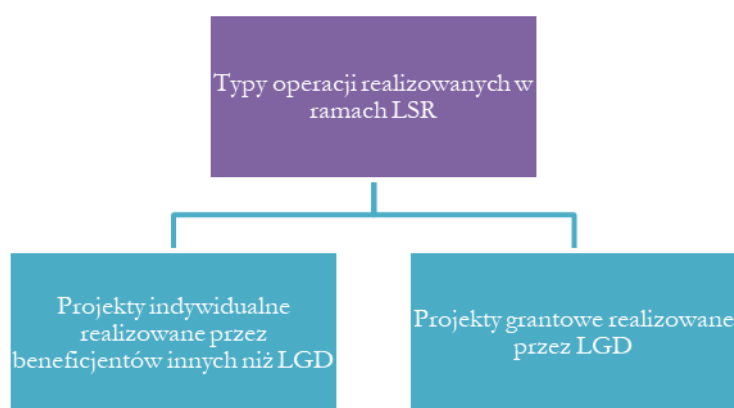 Typy operacji realizowanych w
ramach LSR
Projekty indywidualne
realizowane przez
beneficjentów innych niż LGD
Projekty grantowe realizowane
przez LGD